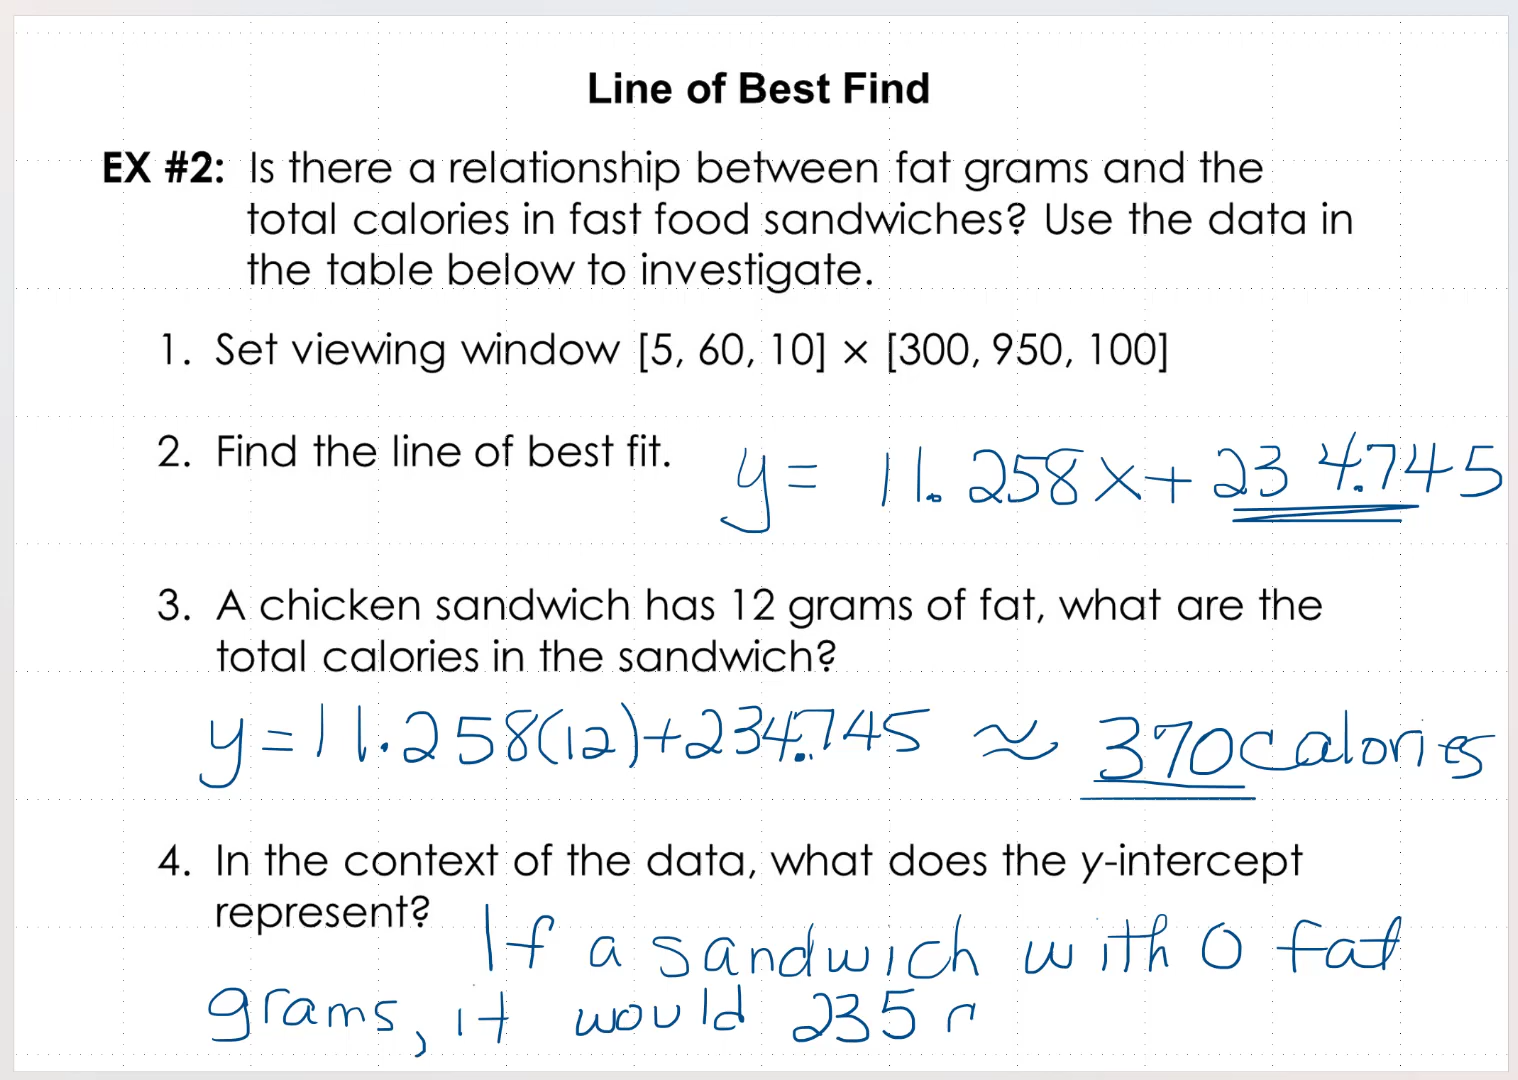 Line of Best Find
EX #2: Is there a relationship between fat grams and the
total calories in fast food sandwiches? Use the data in
the table below to investigate.
1. Set viewing window [5, 60, 10] × [300, 950, 100]
2. Find the line of best fit. y = 11.258x + 234.745
3. A chicken sandwich has 12 grams of fat, what are the
total calories in the sandwich?
y = 11.258(12) + 234.745 ≈ 370 calories
4. In the context of the data, what does the y-intercept
represent? If a sandwich with 0 fat
grams, it would 235